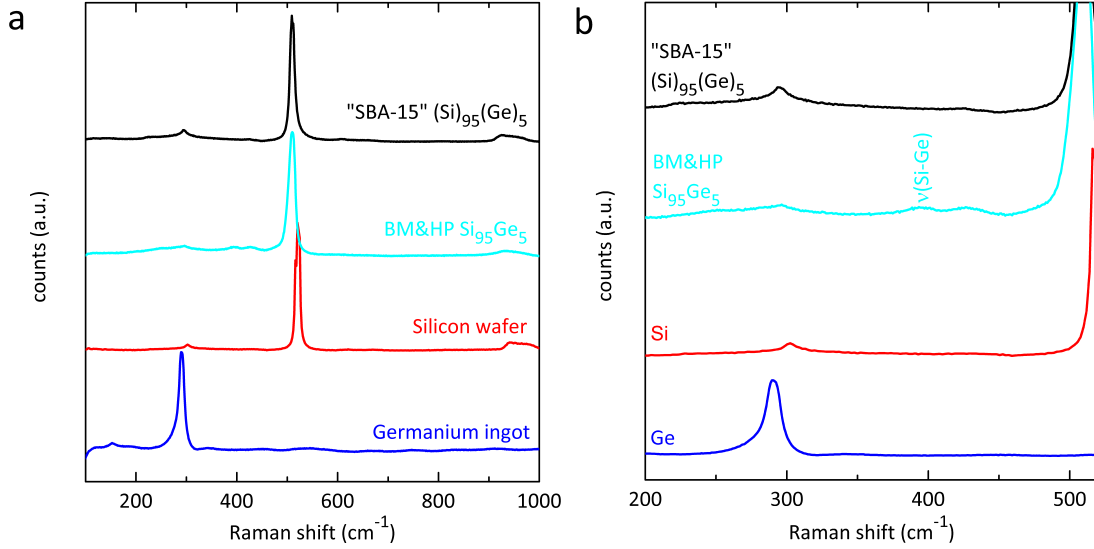 a
"SBA-15" (Si)95(Ge)5
BM&HP Si95Ge5
Silicon wafer
Germanium ingot
counts (a.u.)
200 400 600 800 1000
Raman shift (cm-1)
b
"SBA-15"
(Si)95(Ge)5
BM&HP
Si95Ge5
ν(Si-Ge)
Si
Ge
counts (a.u.)
200 300 400 500
Raman shift (cm-1)